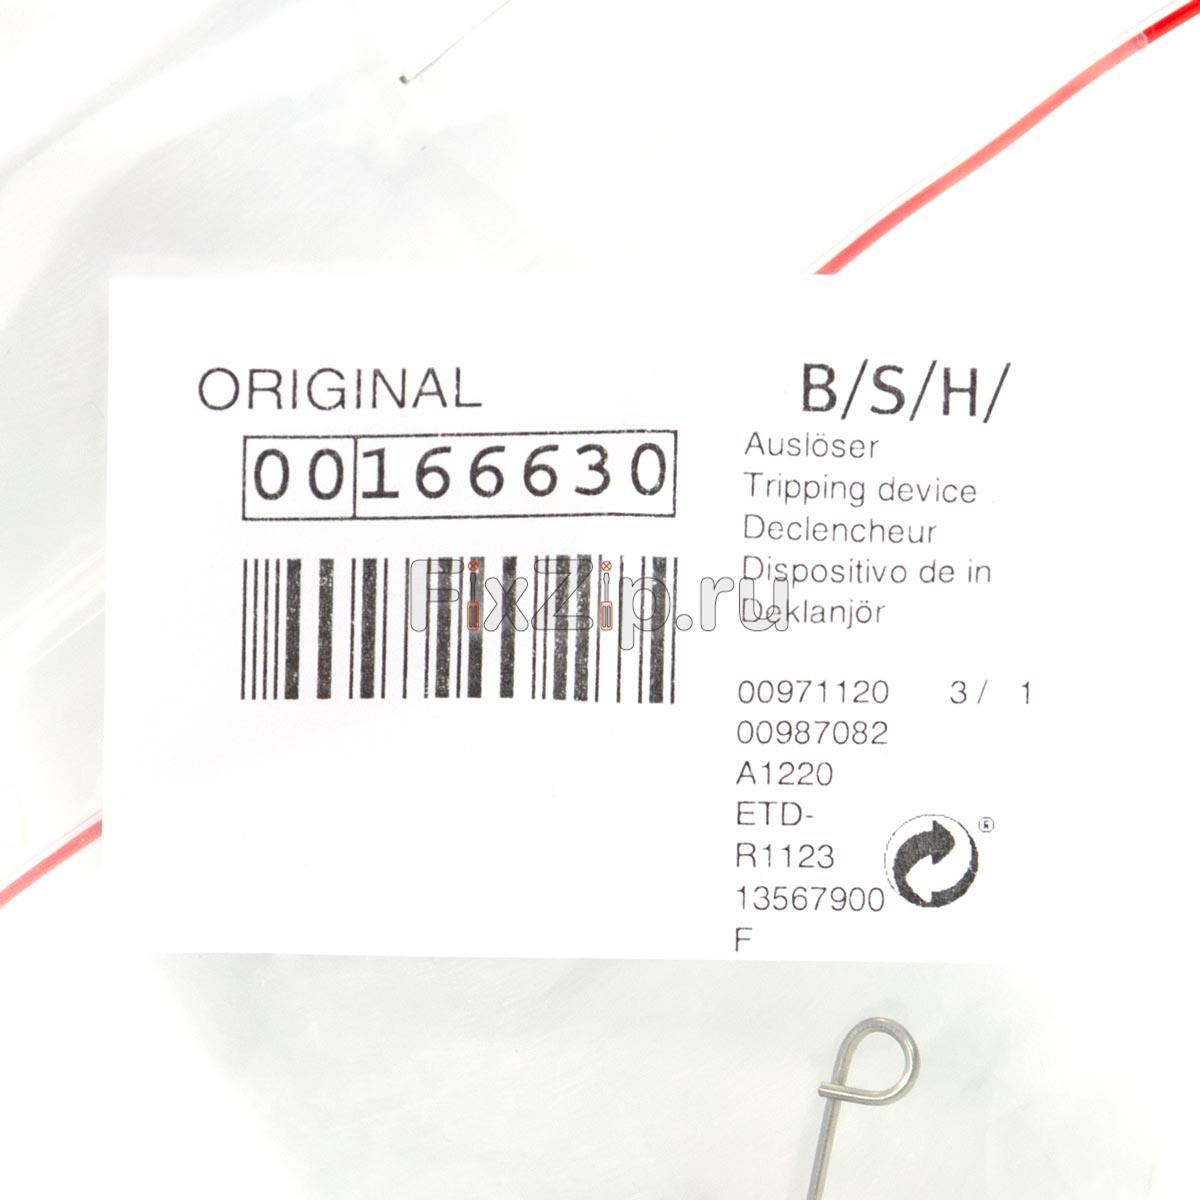 ORIGINAL
00166630
B/S/H/
Auslöser
Tripping device
Declencheur
Dispositivo de in
Deklanjör
FixZip.ru
00971120 3/ 1
00987082
A1220
ETD-
R1123
13567900
F